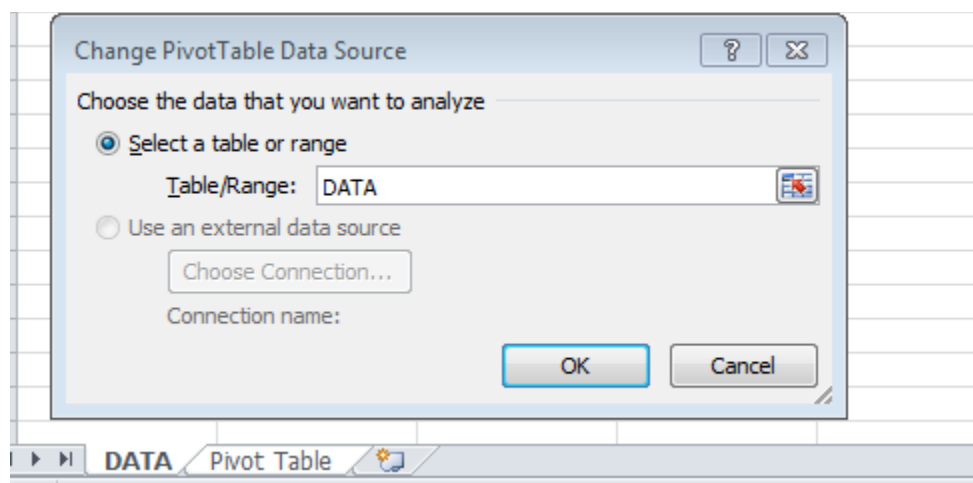 Change PivotTable Data Source
Choose the data that you want to analyze
Select a table or range
Table/Range: DATA
Use an external data source
Choose Connection...
Connection name:
OK Cancel
DATA Pivot Table